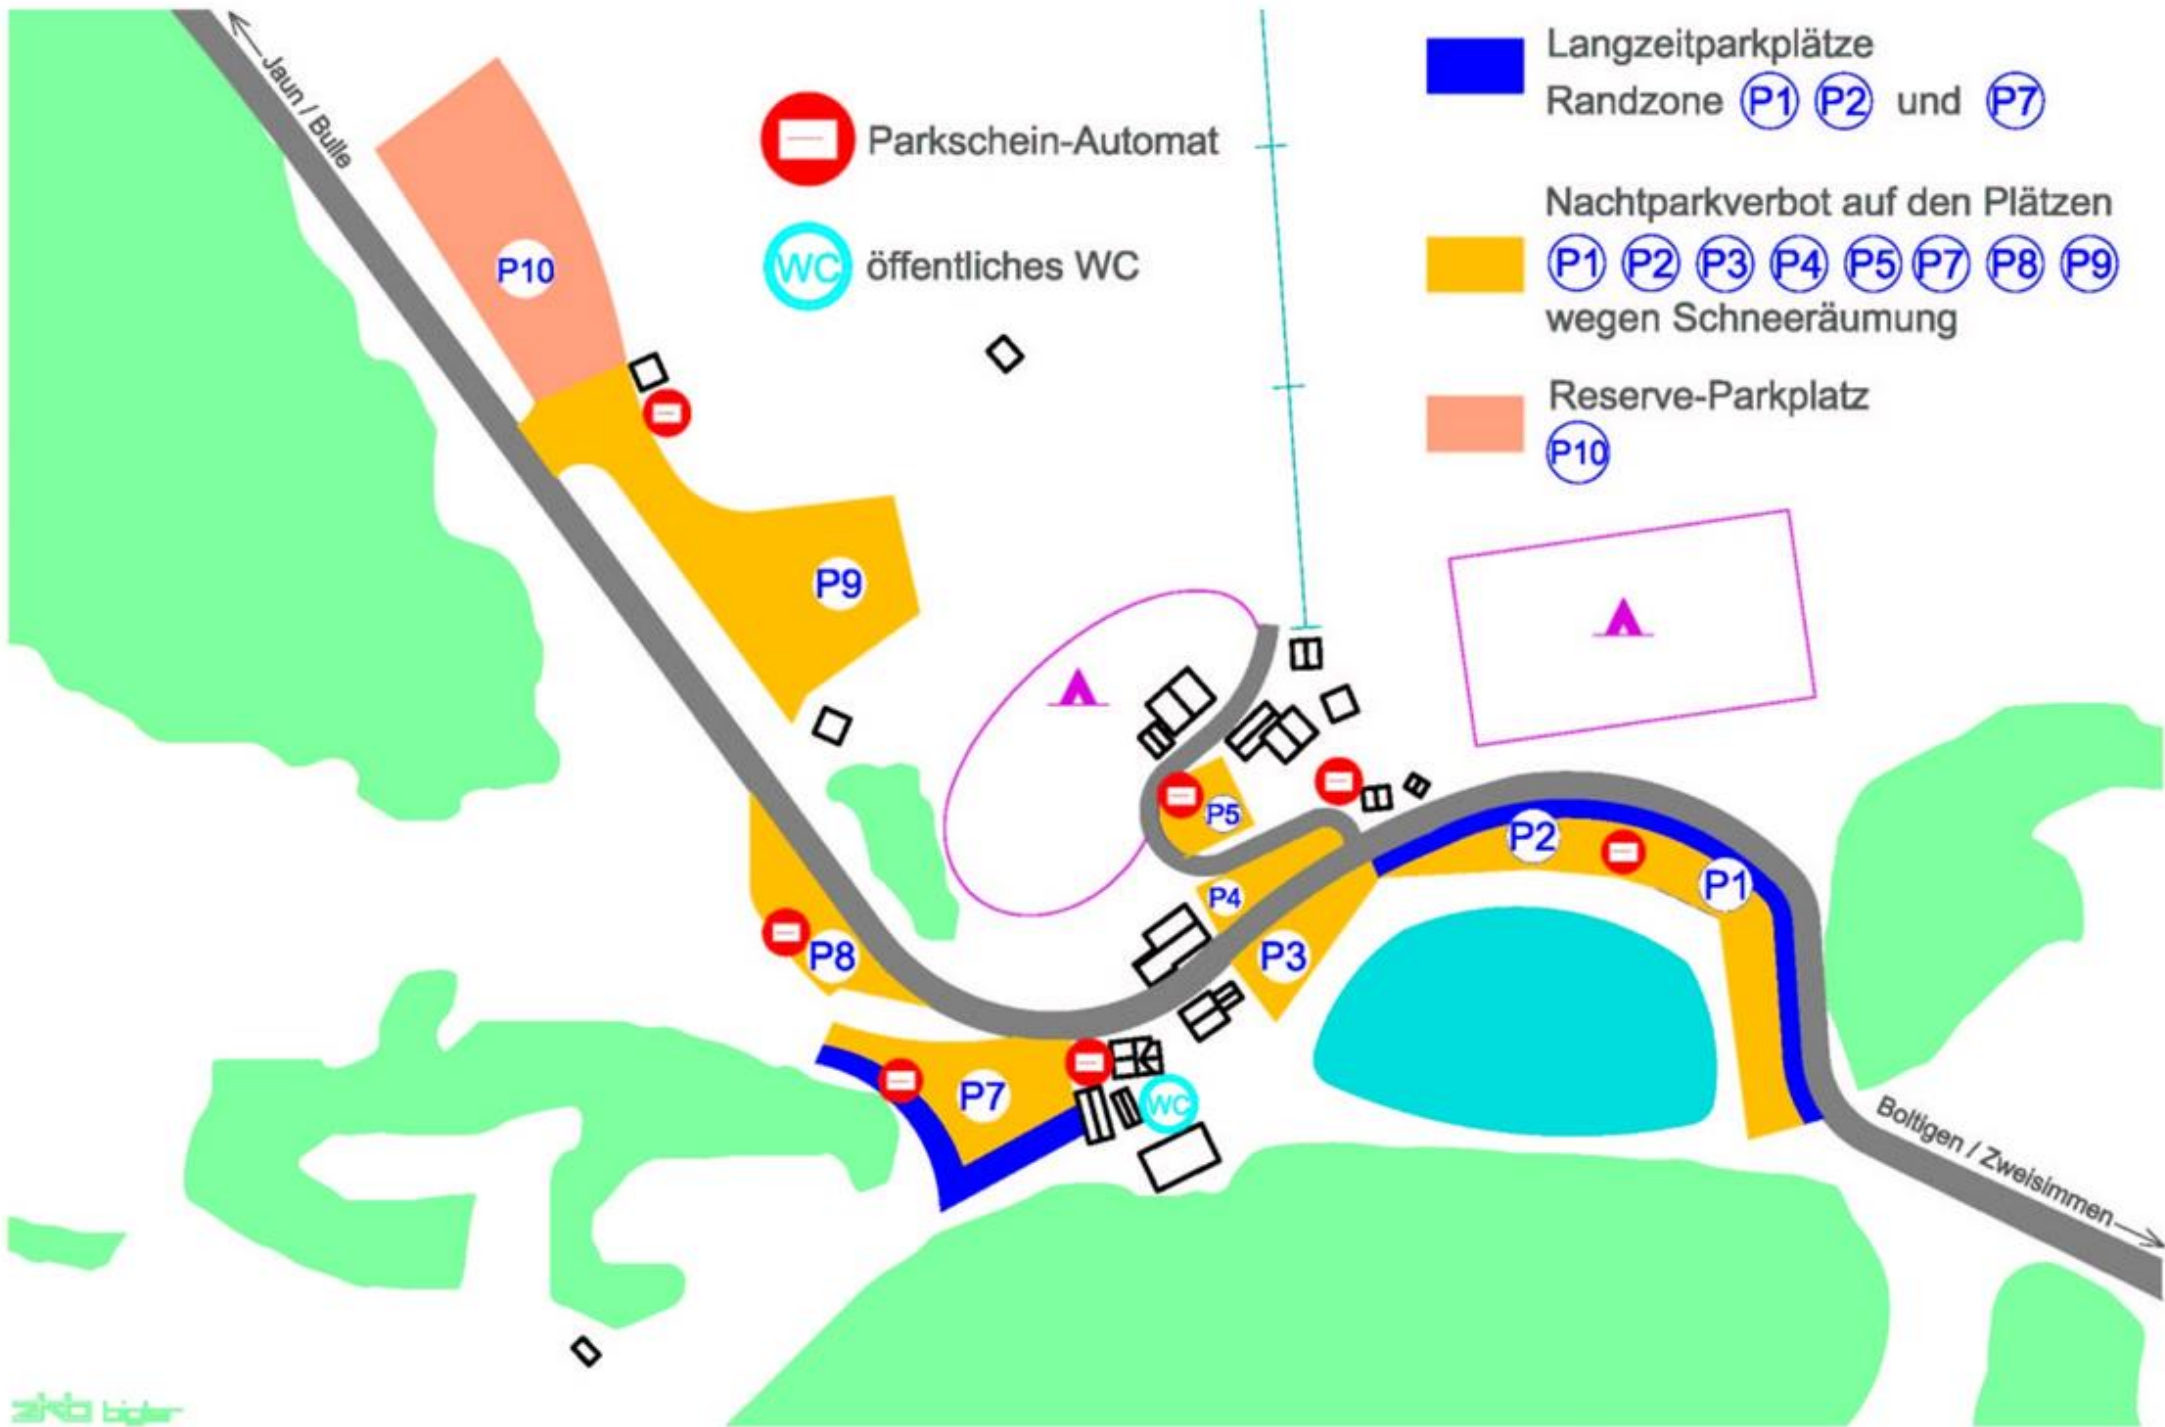 Jaun / Bulle
Parkschein-Automat
WC öffentliches WC
Langzeitparkplätze
Randzone P1 P2 und P7
Nachtparkverbot auf den Plätzen
P1 P2 P3 P4 P5 P7 P8 P9
wegen Schneeräumung
Reserve-Parkplatz
P10
P10
P9
P5
P2
P1
P4
P8
P3
P7
WC
Boltigen / Zweisimmen